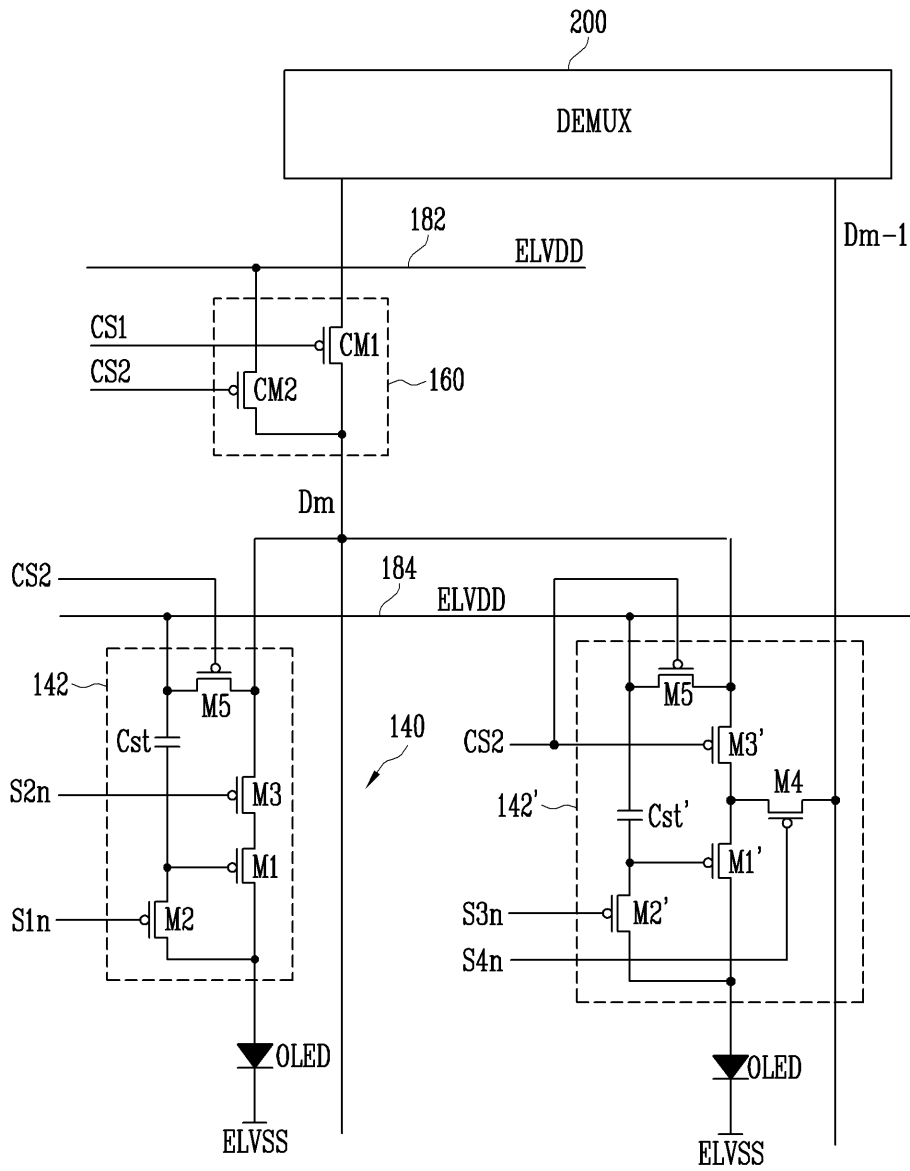 200
DEMUX
Dm-1
182
ELVDD
CS1
CM1
CS2
CM2
160
Dm
CS2
184
ELVDD
142
M5
M5
Cst
140
CS2
M3'
M4
S2n
M3
142'
Cst'
M1
M1'
S1n
M2
S3n
M2'
S4n
OLED
OLED
ELVSS
ELVSS